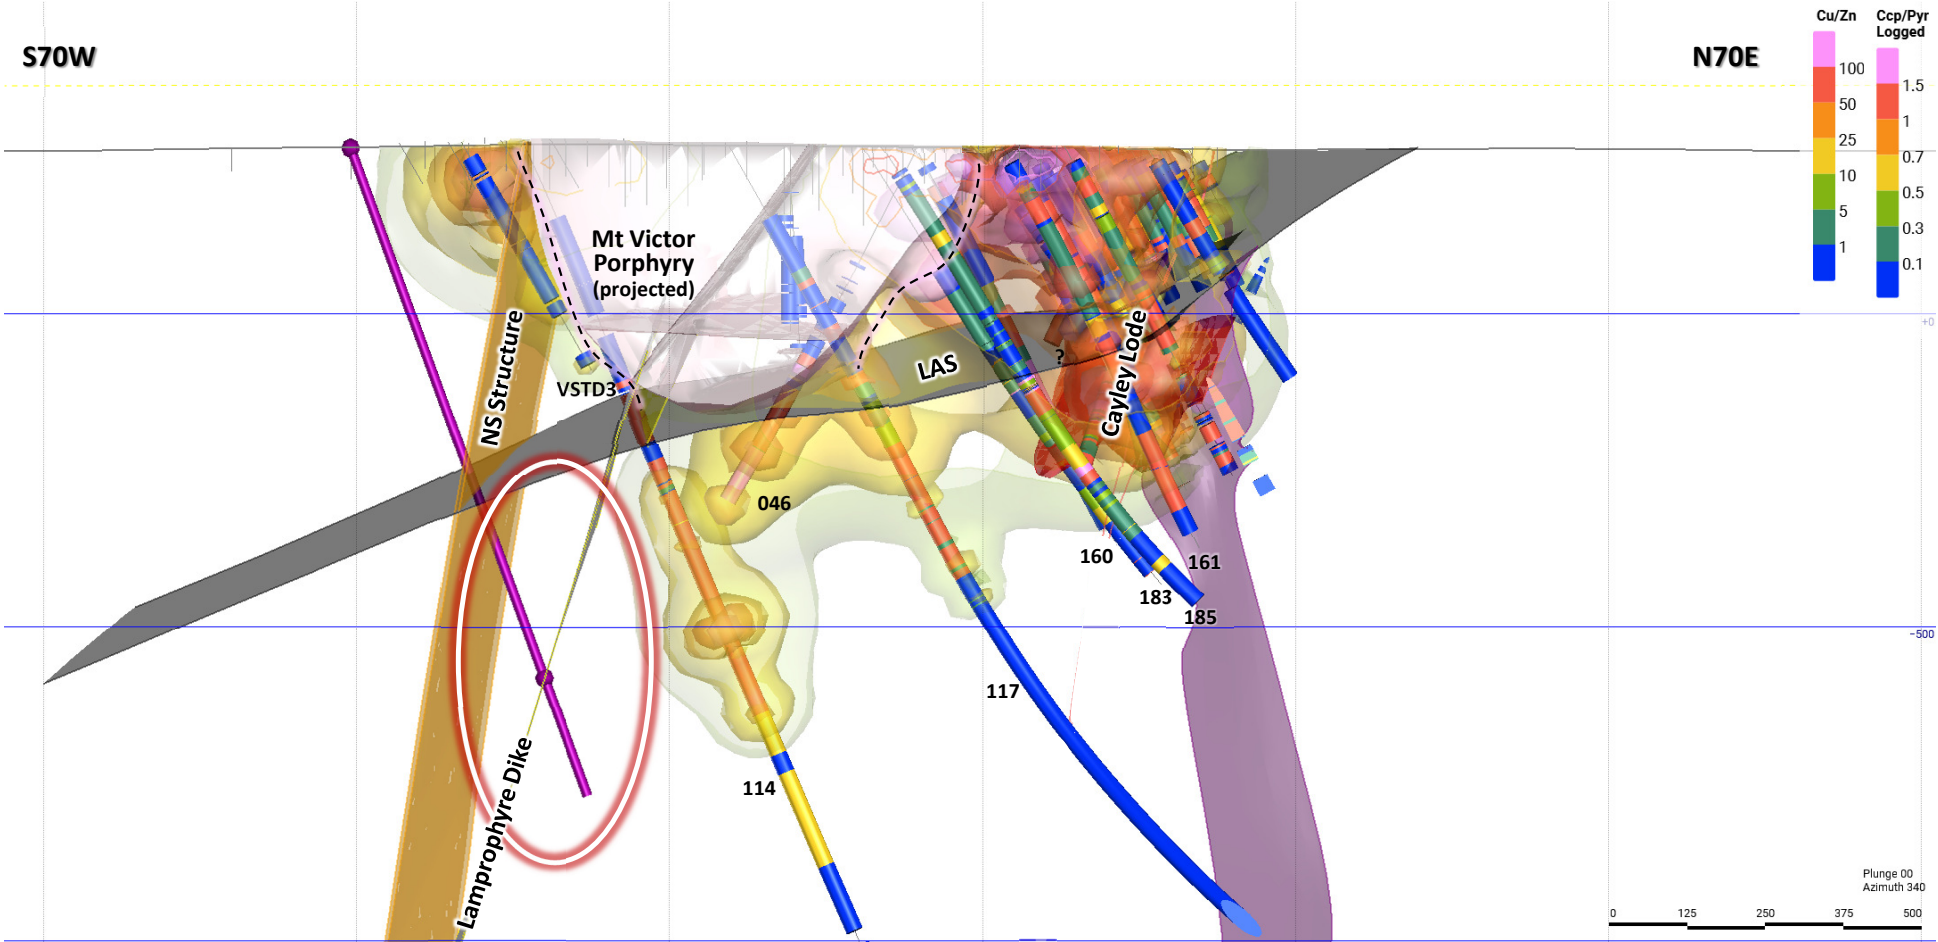 S70W
N70E
Cu/Zn
100
50
25
10
5
1
Ccp/Pyr
Logged
1.5
1
0.7
0.5
0.3
0.1
Mt Victor
Porphyry
(projected)
NS Structure
VSTD3
LAS
?
Cayley Lode
+0
046
160
161
183
185
-500
117
114
Lamprophyre Dike
Plunge 00
Azimuth 340
0 125 250 375 500